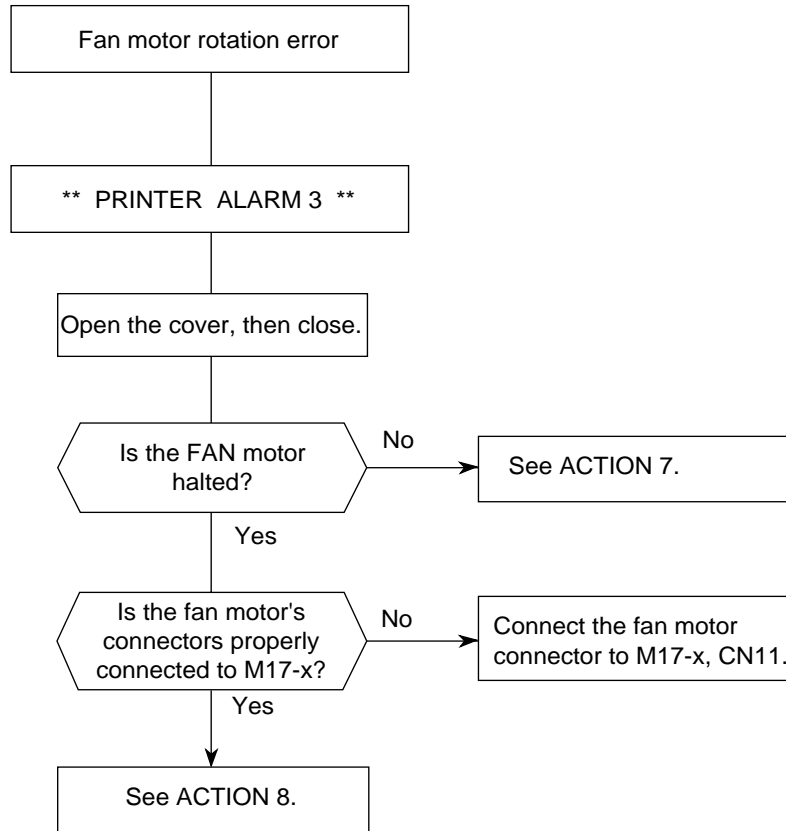 Fan motor rotation error
** PRINTER ALARM 3 **
Open the cover, then close.
Is the FAN motor
halted?
No
See ACTION 7.
Yes
Is the fan motor's
connectors properly
connected to M17-x?
No
Connect the fan motor
connector to M17-x, CN11.
Yes
See ACTION 8.